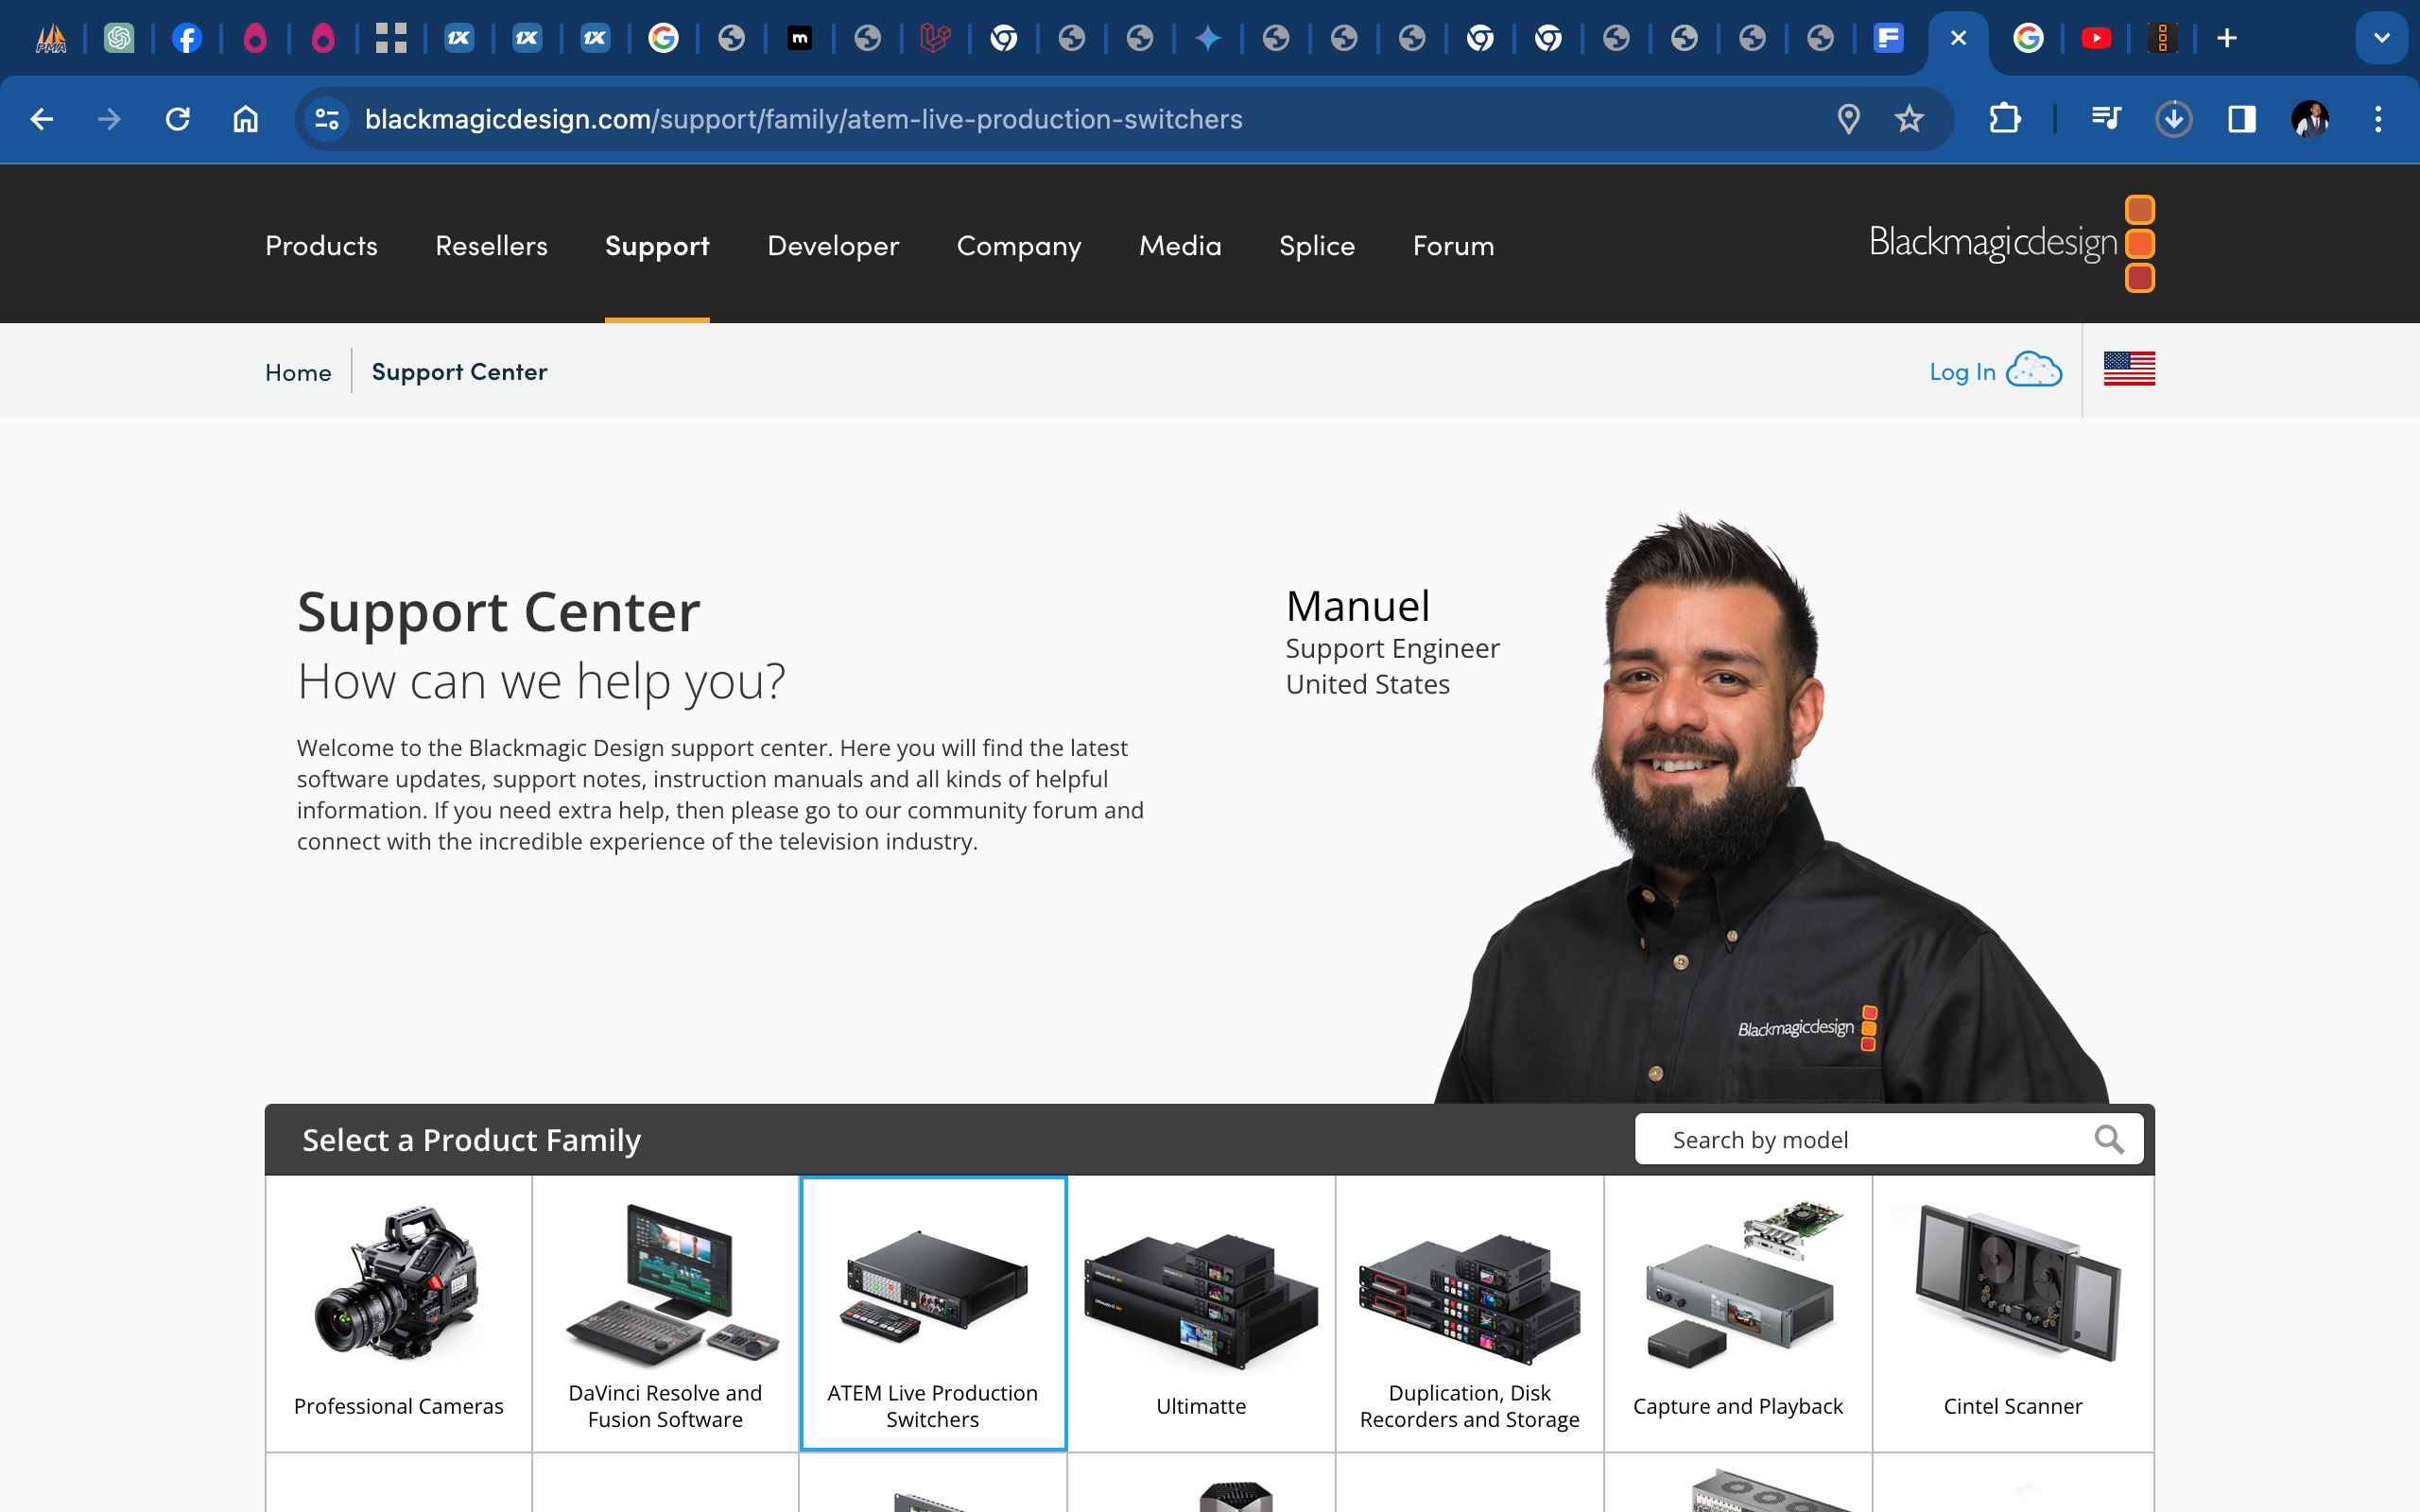 PMA
1X
1X
1X
m
blackmagicdesign.com/support/family/atem-live-production-switchers
Products
Resellers
Support
Developer
Company
Media
Splice
Forum
Blackmagicdesign
Home
Support Center
Log In
Support Center
How can we help you?
Welcome to the Blackmagic Design support center. Here you will find the latest
software updates, support notes, instruction manuals and all kinds of helpful
information. If you need extra help, then please go to our community forum and
connect with the incredible experience of the television industry.
Manuel
Support Engineer
United States
Blackmagicdesign
Select a Product Family
Search by model
Professional Cameras
DaVinci Resolve and
Fusion Software
ATEM Live Production
Switchers
Ultimatte
Duplication, Disk
Recorders and Storage
Capture and Playback
Cintel Scanner